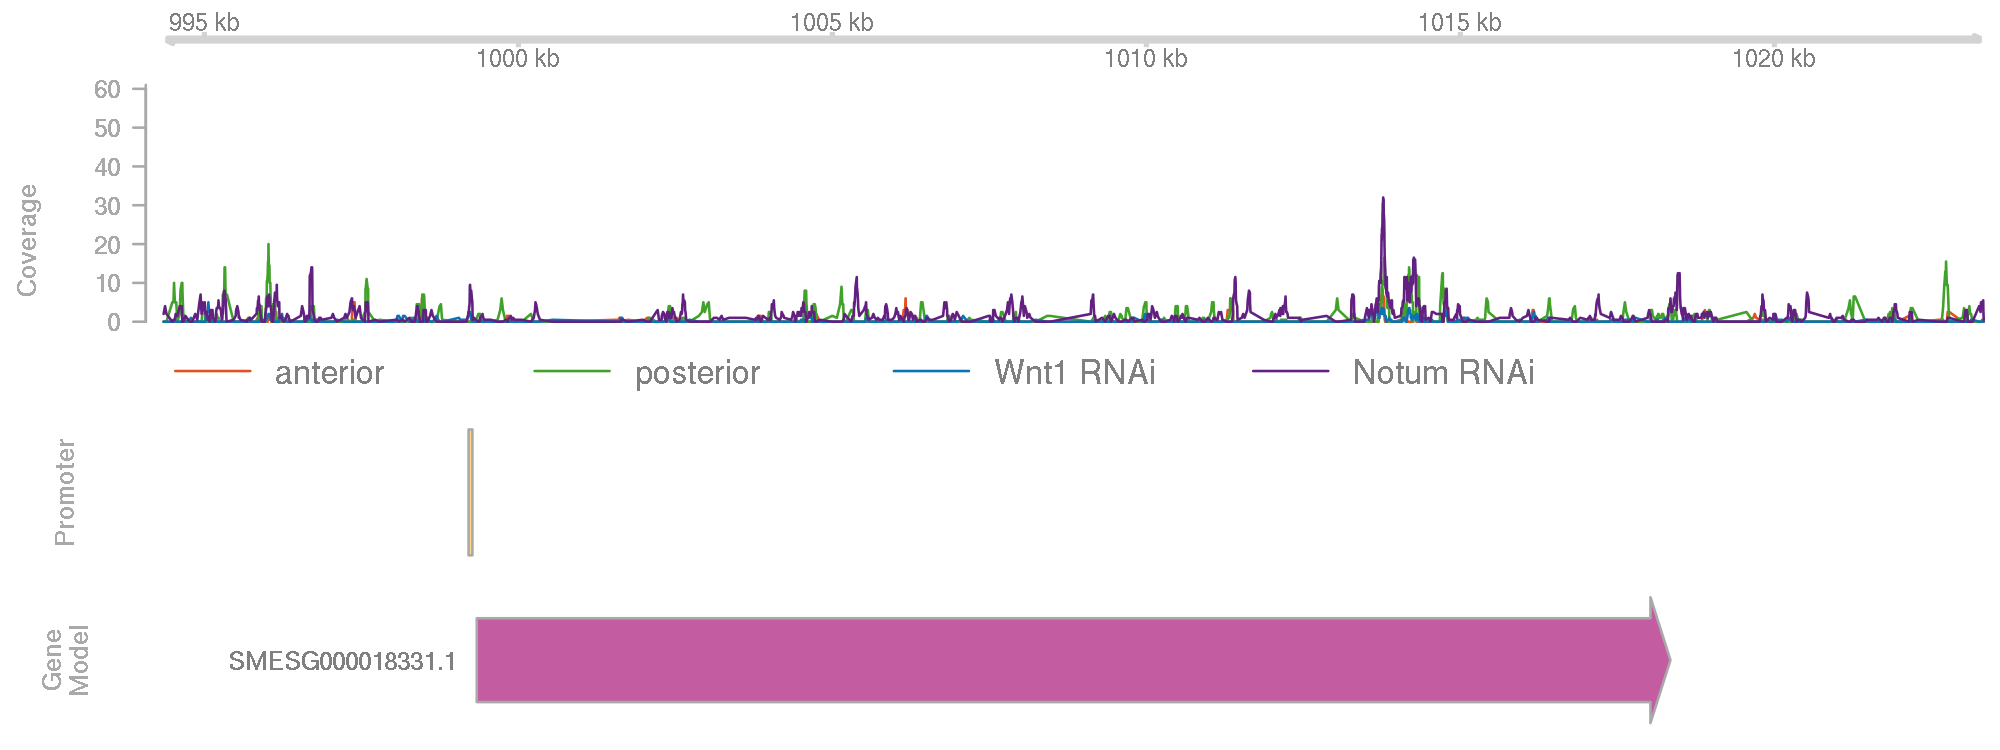 995 kb 1005 kb 1015 kb
1000 kb 1010 kb 1020 kb
60
50
40
30
20
10
0
Coverage
anterior posterior Wnt1 RNAi Notum RNAi
Promoter
Gene
Model
SMESG000018331.1